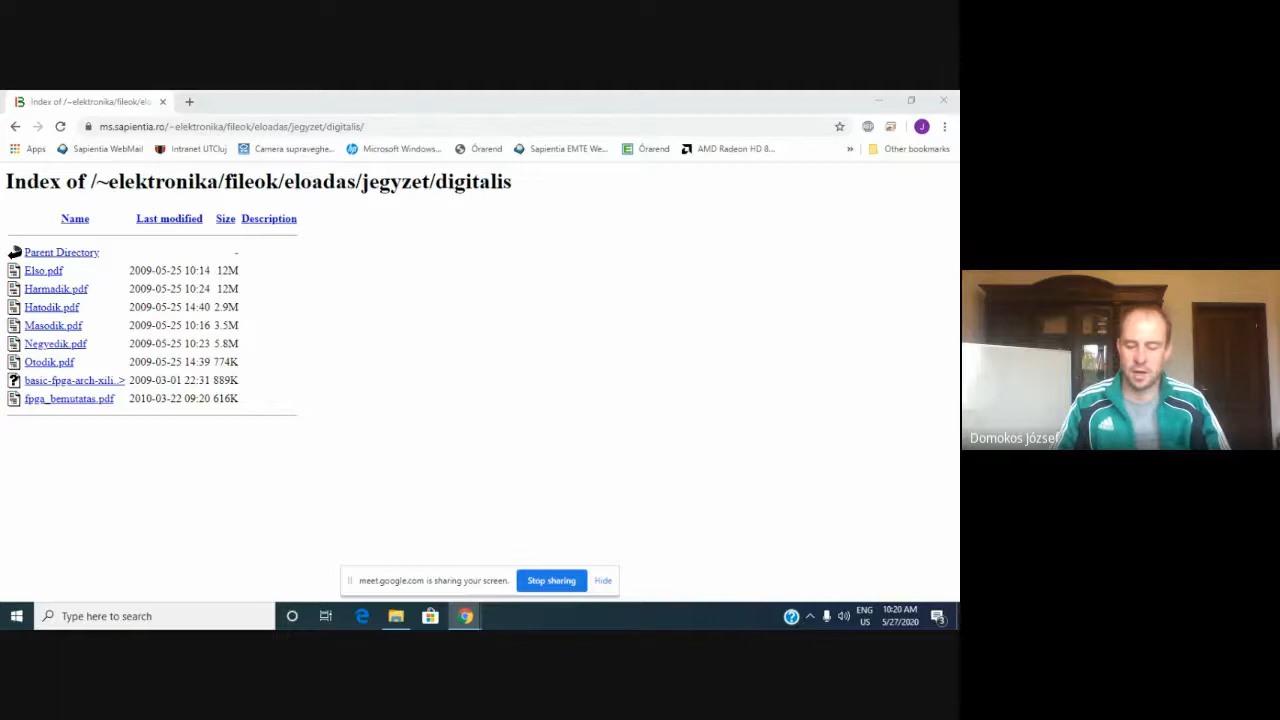 Index of /~elektronika/fileok/elo
ms.sapientia.ro/~elektronika/fileok/eloadas/jegyzet/digitalis/
J
Apps Sapientia WebMail Intranet UTCluj Camera supraveghe... Microsoft Windows... Órarend Sapientia EMTE We... Órarend AMD Radeon HD 8... » Other bookmarks
Index of /~elektronika/fileok/eloadas/jegyzet/digitalis
Name Last modified Size Description
Parent Directory -
Elso.pdf 2009-05-25 10:14 12M
Harmadik.pdf 2009-05-25 10:24 12M
Hatodik.pdf 2009-05-25 14:40 2.9M
Masodik.pdf 2009-05-25 10:16 3.5M
Negyedik.pdf 2009-05-25 10:23 5.8M
Otodik.pdf 2009-05-25 14:39 774K
basic-fpga-arch-xili..> 2009-03-01 22:31 889K
fpga_bemutatas.pdf 2010-03-22 09:20 616K
Domokos József
meet.google.com is sharing your screen. Stop sharing Hide
Type here to search
ENG 10:20 AM
US 5/27/2020 3